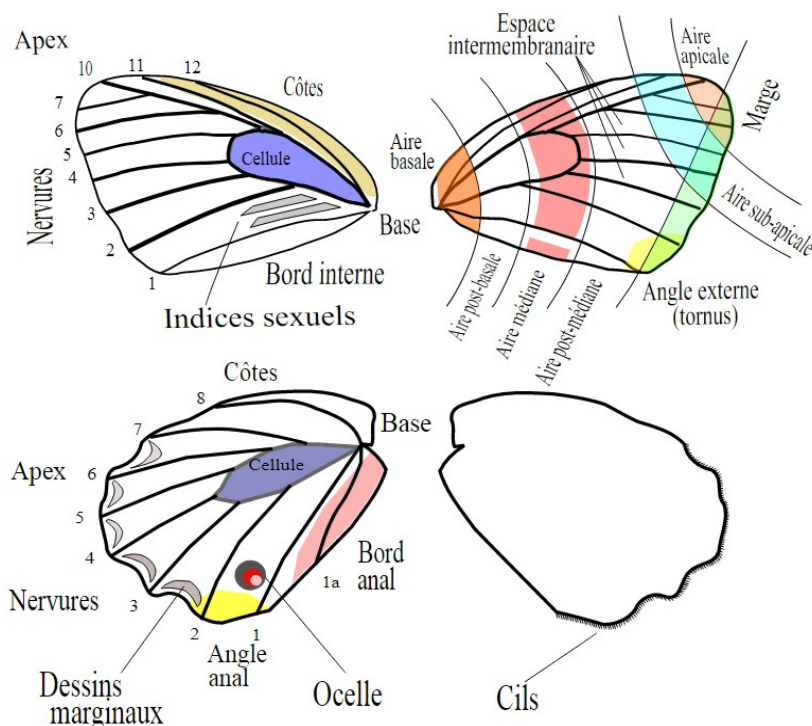 Apex
10
11
12
Côtes
7
6
5
4
3
2
1
Nervures
Cellule
Base
Bord interne
Indices sexuels
Espace
intermembranaire
Aire
apicale
Marge
Aire
basale
Aire sub-apicale
Aire post-basale
Aire médiane
Aire post-médiane
Angle externe
(tornus)
Côtes
8
Base
7
Apex
6
Cellule
5
4
Nervures
3
2
1
1a
Bord
anal
Angle
anal
Dessins
marginaux
Ocelle
Cils